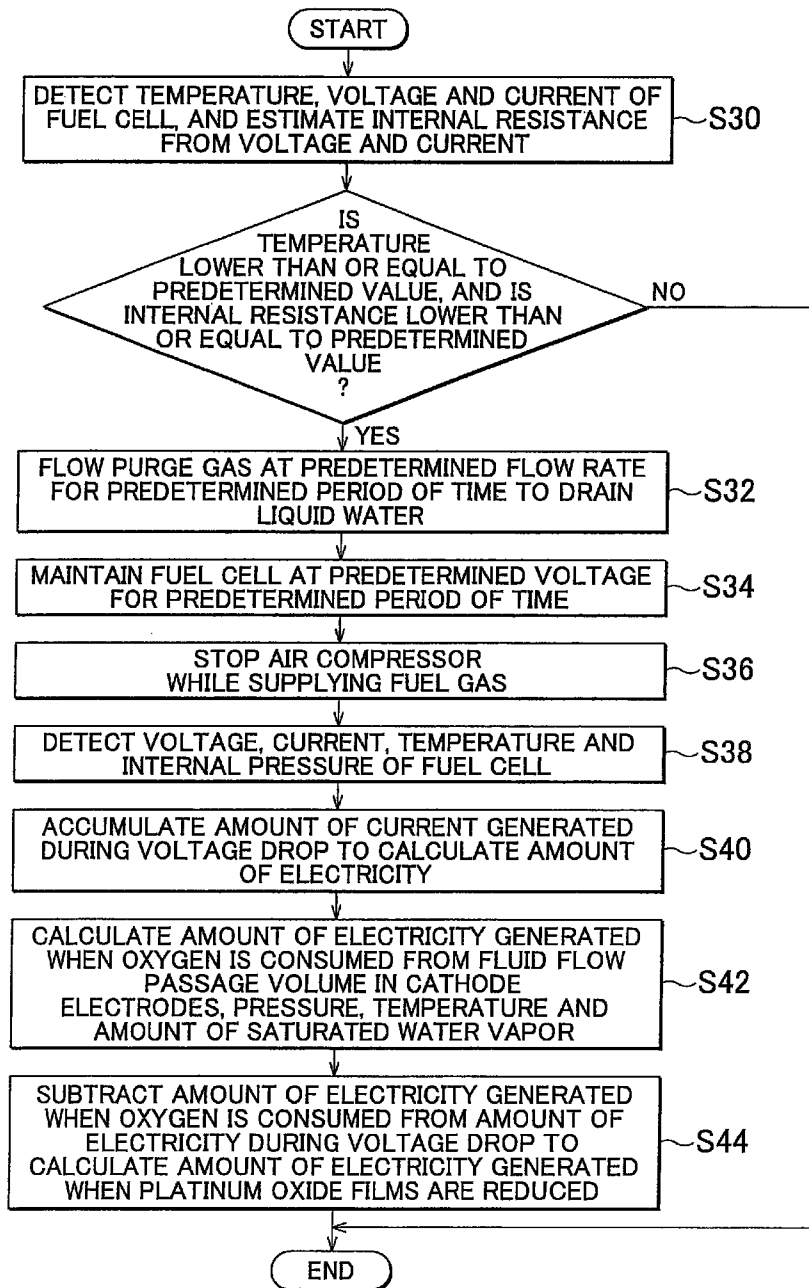 START
DETECT TEMPERATURE, VOLTAGE AND CURRENT OF
FUEL CELL, AND ESTIMATE INTERNAL RESISTANCE
FROM VOLTAGE AND CURRENT
S30
IS
TEMPERATURE
LOWER THAN OR EQUAL TO
PREDETERMINED VALUE, AND IS
INTERNAL RESISTANCE LOWER THAN
OR EQUAL TO PREDETERMINED
VALUE
?
NO
YES
FLOW PURGE GAS AT PREDETERMINED FLOW RATE
FOR PREDETERMINED PERIOD OF TIME TO DRAIN
LIQUID WATER
S32
MAINTAIN FUEL CELL AT PREDETERMINED VOLTAGE
FOR PREDETERMINED PERIOD OF TIME
S34
STOP AIR COMPRESSOR
WHILE SUPPLYING FUEL GAS
S36
DETECT VOLTAGE, CURRENT, TEMPERATURE AND
INTERNAL PRESSURE OF FUEL CELL
S38
ACCUMULATE AMOUNT OF CURRENT GENERATED
DURING VOLTAGE DROP TO CALCULATE AMOUNT
OF ELECTRICITY
S40
CALCULATE AMOUNT OF ELECTRICITY GENERATED
WHEN OXYGEN IS CONSUMED FROM FLUID FLOW
PASSAGE VOLUME IN CATHODE
ELECTRODES, PRESSURE, TEMPERATURE AND
AMOUNT OF SATURATED WATER VAPOR
S42
SUBTRACT AMOUNT OF ELECTRICITY GENERATED
WHEN OXYGEN IS CONSUMED FROM AMOUNT OF
ELECTRICITY DURING VOLTAGE DROP TO
CALCULATE AMOUNT OF ELECTRICITY GENERATED
WHEN PLATINUM OXIDE FILMS ARE REDUCED
S44
END